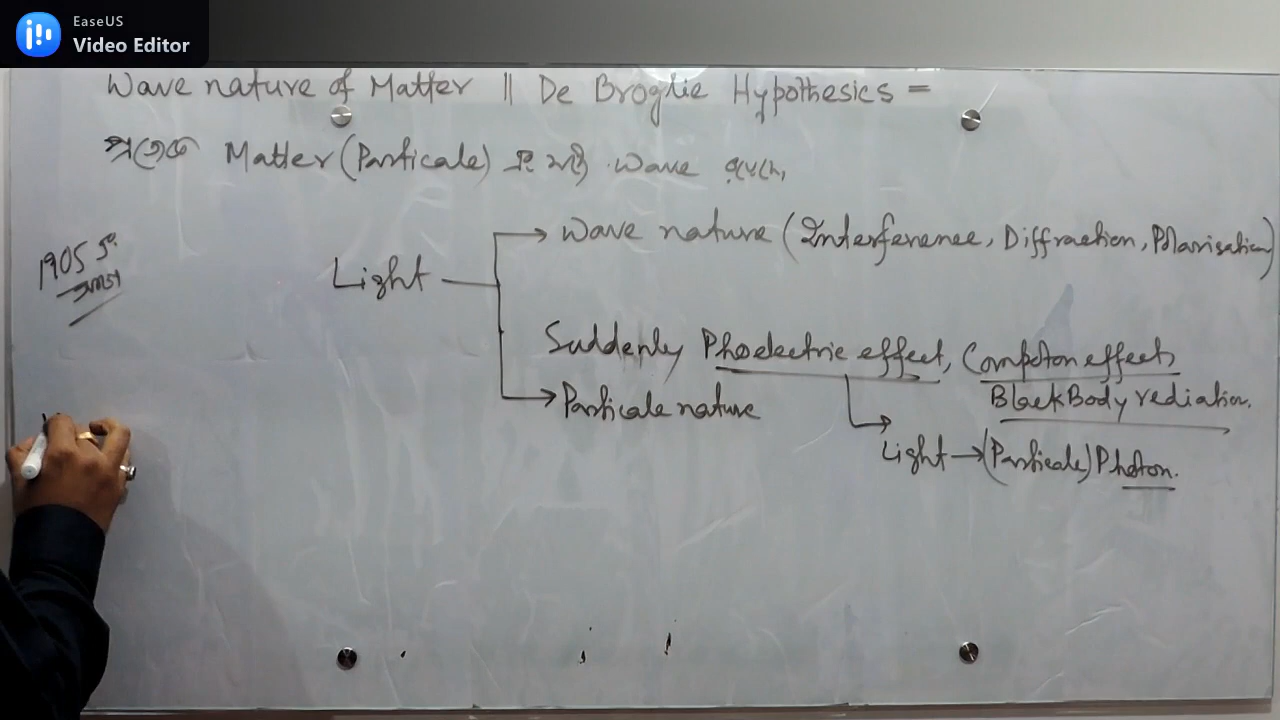 EaseUS
Video Editor
Wave nature of Matter || De Broglie Hypothesics =
Matter (Particale) Wave
1905
Light
Wave nature (Interference, Diffraction, Polarisation)
Suddenly Phoelectric effect, Compoton effect,
Black Body rediation.
Particale nature
Light → (Particale) Photon.